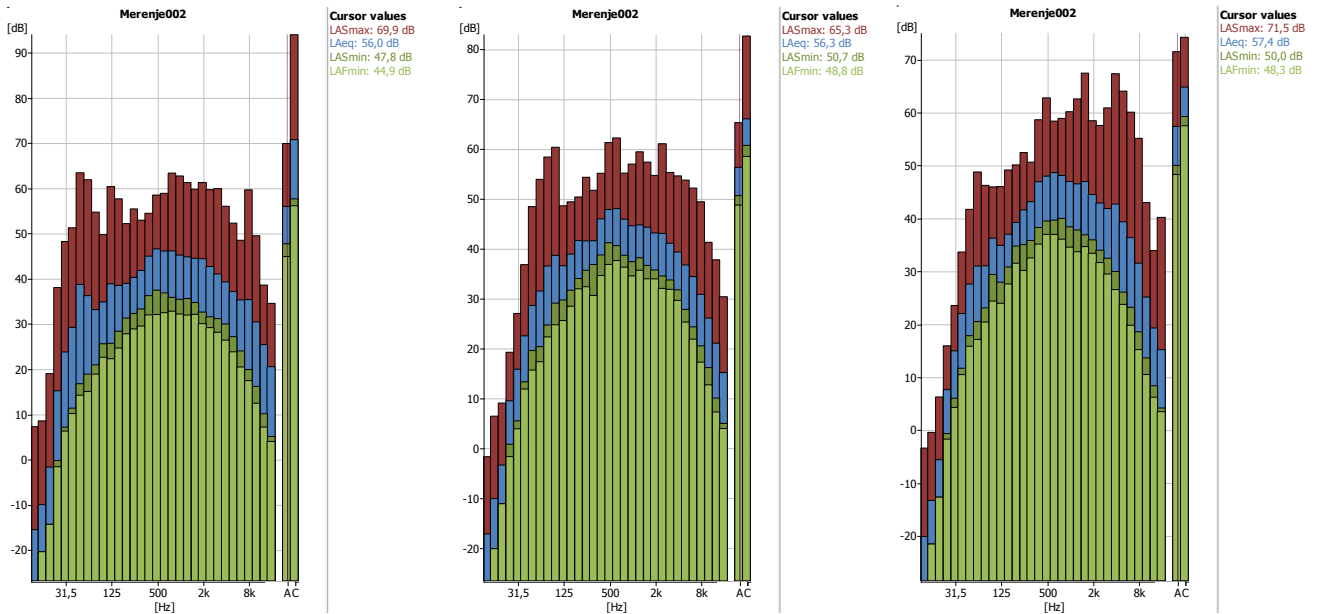 Merenje002
[dB]
90
80
70
60
50
40
30
20
10
0
-10
-20
31,5 125 500 2k 8k A C
[Hz]
Cursor values
LASmax: 69,9 dB
LAeq: 56,0 dB
LASmin: 47,8 dB
LAFmin: 44,9 dB
Merenje002
[dB]
80
70
60
50
40
30
20
10
0
-10
-20
31,5 125 500 2k 8k A C
[Hz]
Cursor values
LASmax: 65,3 dB
LAeq: 56,3 dB
LASmin: 50,7 dB
LAFmin: 48,8 dB
Merenje002
[dB]
70
60
50
40
30
20
10
0
-10
-20
31,5 125 500 2k 8k A C
[Hz]
Cursor values
LASmax: 71,5 dB
LAeq: 57,4 dB
LASmin: 50,0 dB
LAFmin: 48,3 dB